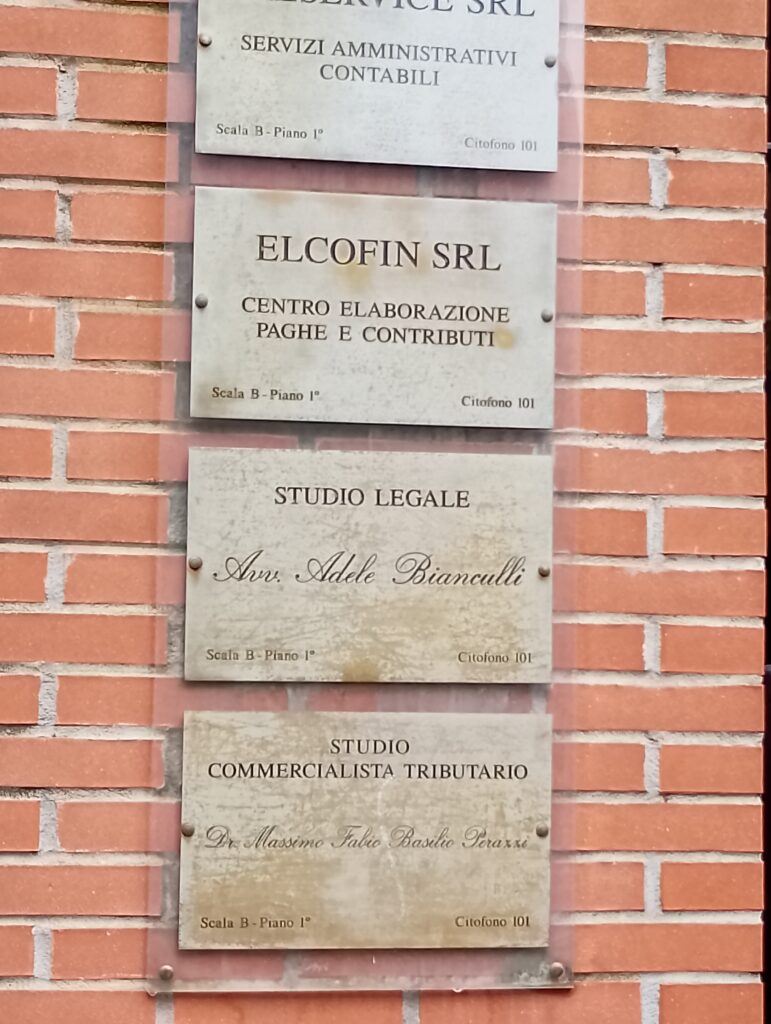 SERVIZI AMMINISTRATIVI
CONTABILI
Scala B - Piano 1°
Citofono 101
ELCOFIN SRL
CENTRO ELABORAZIONE
PAGHE E CONTRIBUTI
Scala B - Piano 1°
Citofono 101
STUDIO LEGALE
Avv. Adele Bianculli
Scala B - Piano 1°
Citofono 101
STUDIO
COMMERCIALISTA TRIBUTARIO
Dr. Massimo Fabio Basilio Perazzi
Scala B - Piano 1°
Citofono 101